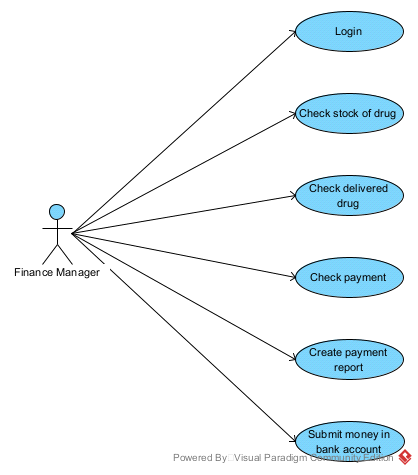 Login
Check stock of drug
Check delivered
drug
Finance Manager
Check payment
Create payment
report
Submit money in
bank account
Powered By Visual Paradigm Community Edition